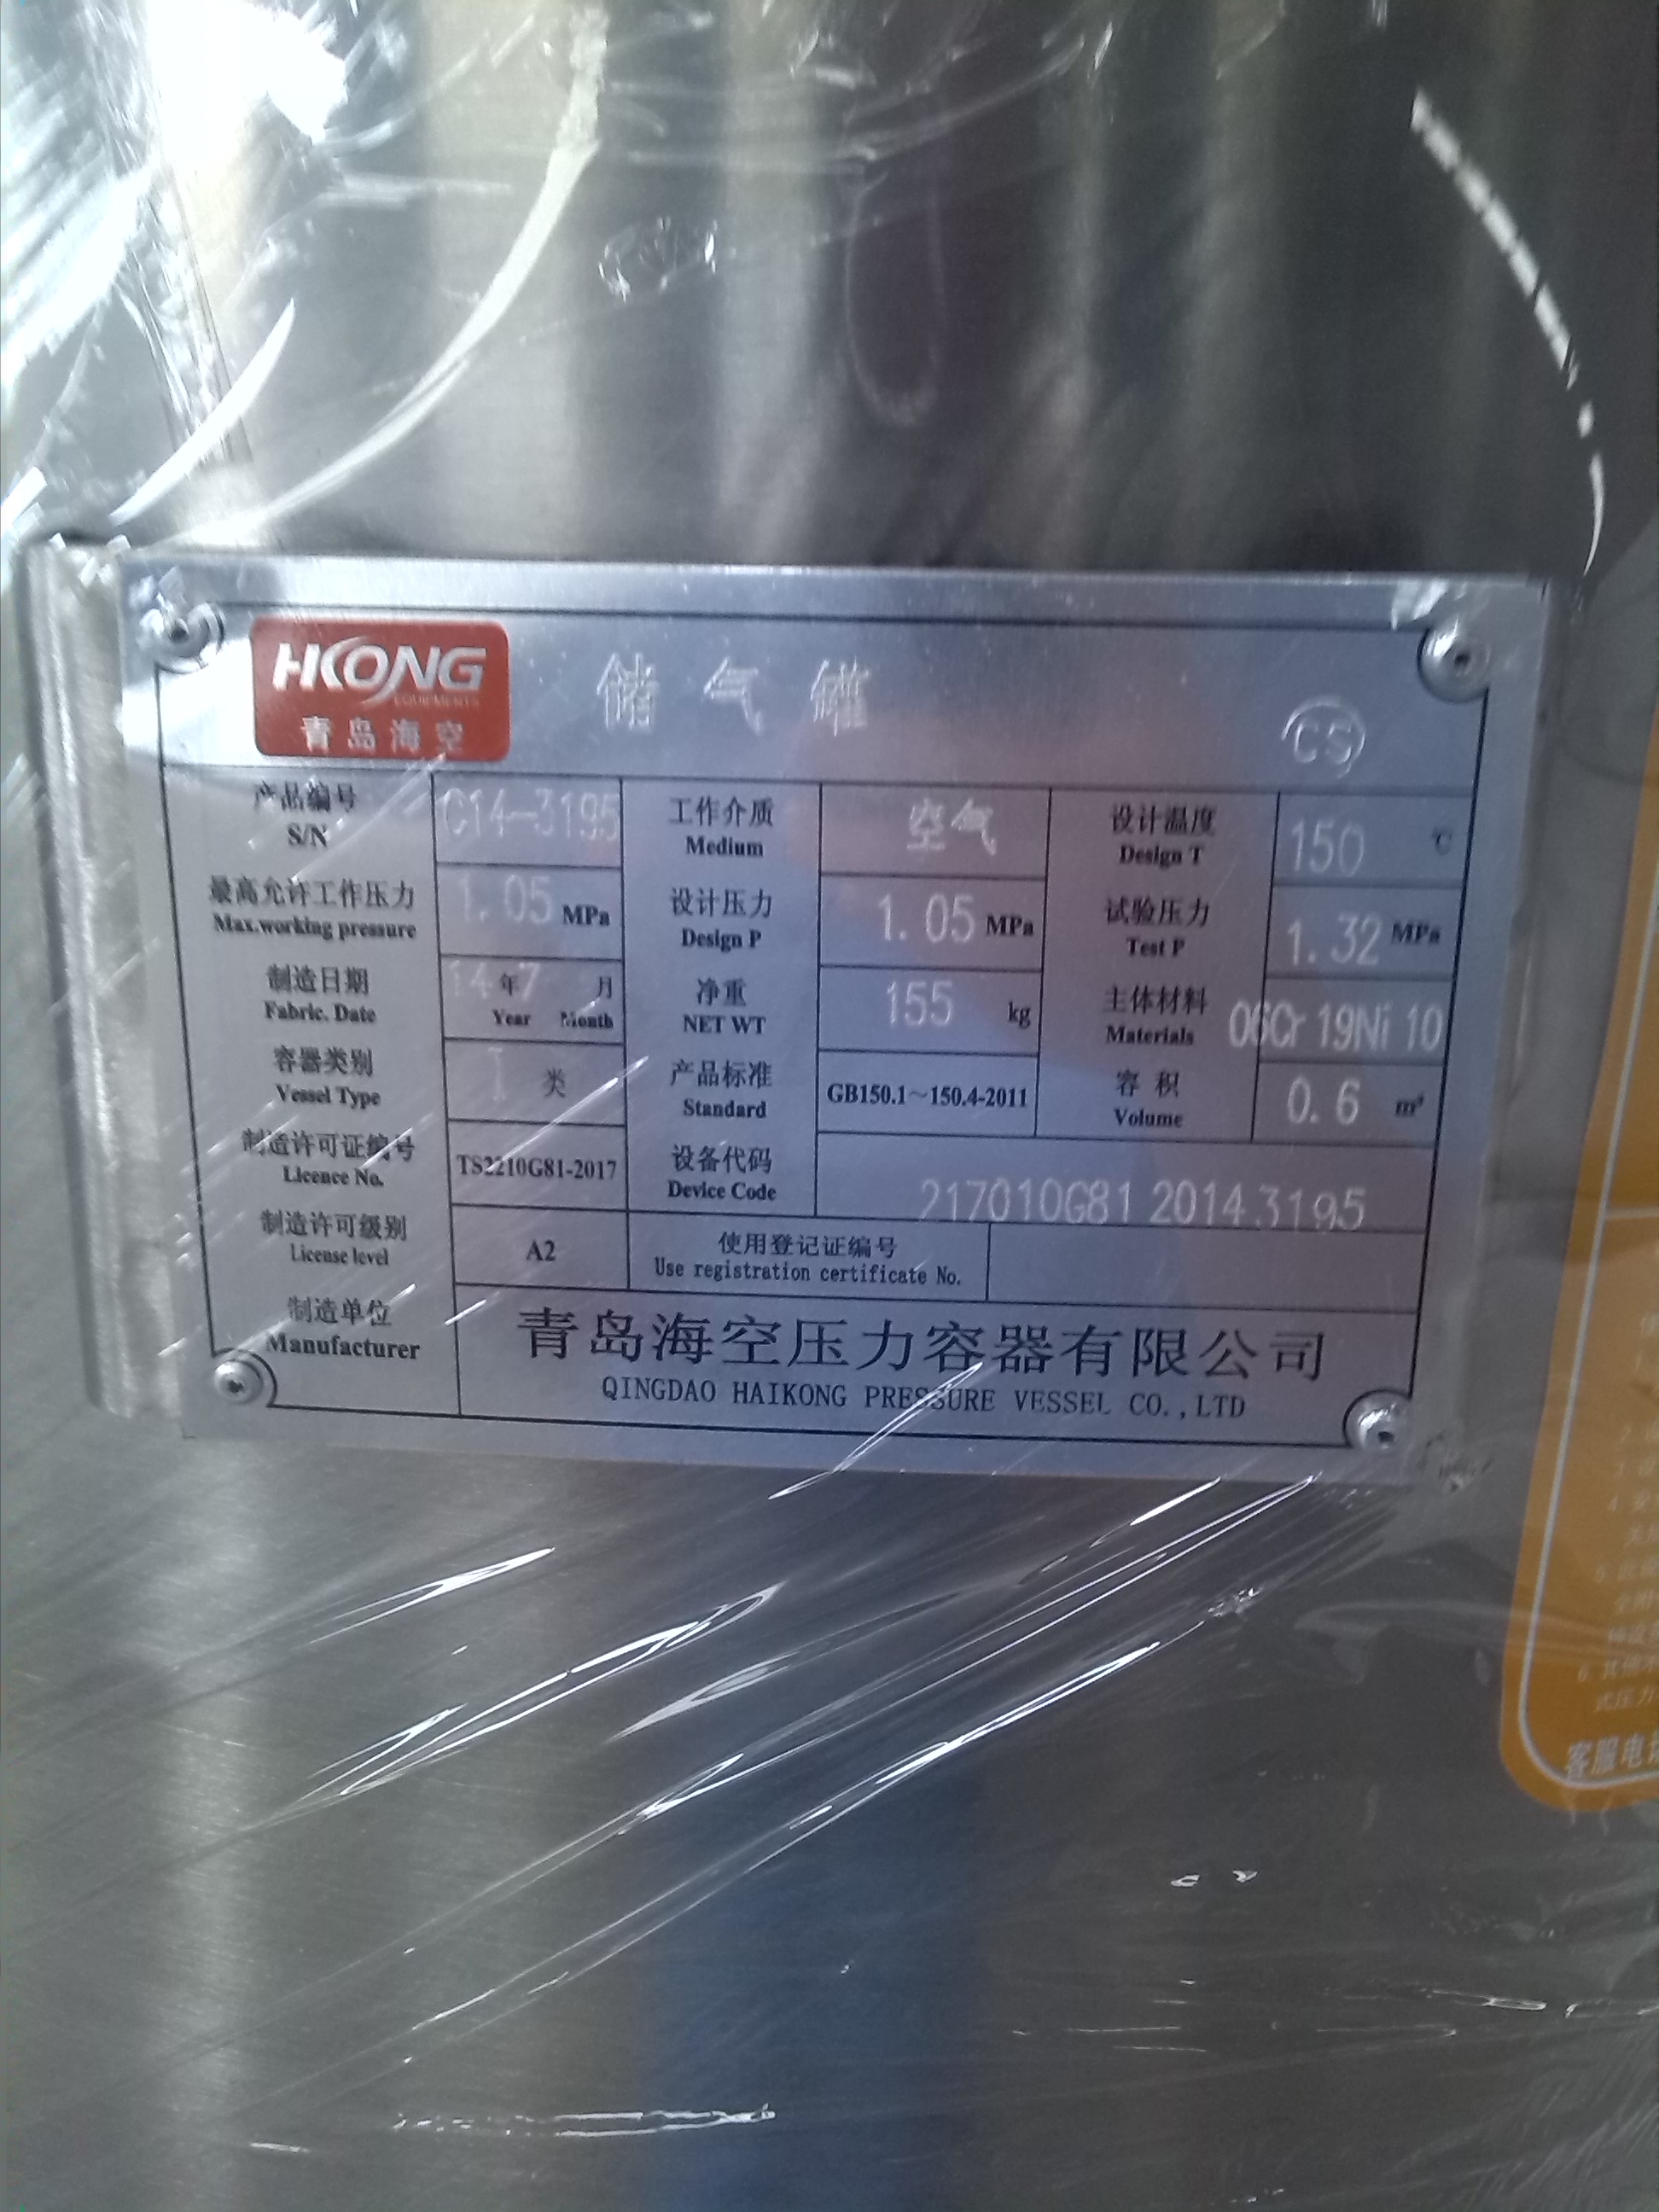 HKONG
EQUIPMENTS
青岛海空
储气罐
CS
产品编号
S/N
C14-3195
工作介质
Medium
空气
设计温度
Design T
150 ℃
最高允许工作压力
Max.working pressure
1.05 MPa
设计压力
Design P
1.05 MPa
试验压力
Test P
1.32 MPa
制造日期
Fabric. Date
14 年 7 月
Year Month
净重
NET WT
155 kg
主体材料
Materials
06Cr19Ni10
容器类别
Vessel Type
I 类
产品标准
Standard
GB150.1～150.4-2011
容积
Volume
0.6 m³
制造许可证编号
Licence No.
TS2210G81-2017
设备代码
Device Code
217010G81 2014 3195
制造许可级别
License level
A2
使用登记证编号
Use registration certificate No.
制造单位
Manufacturer
青岛海空压力容器有限公司
QINGDAO HAIKONG PRESSURE VESSEL CO.,LTD
客服电话